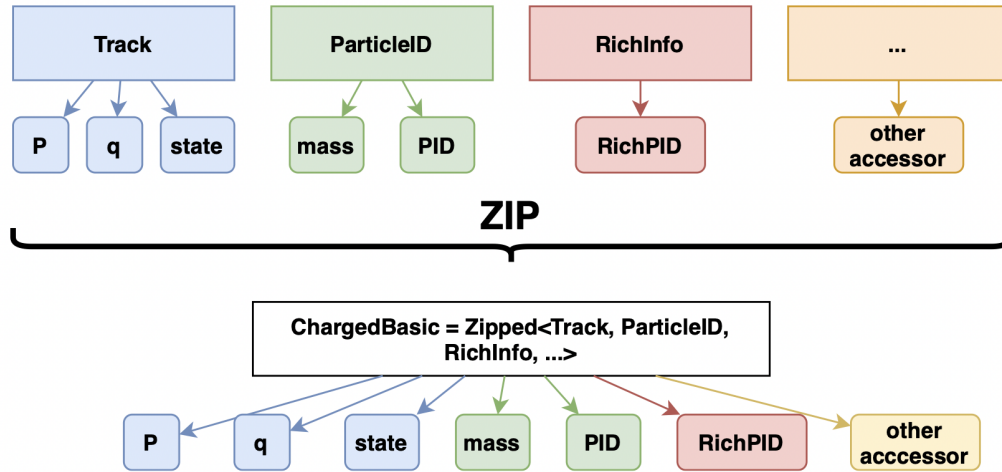 Track
ParticleID
RichInfo
...
P
q
state
mass
PID
RichPID
other
accessor
ZIP
ChargedBasic = Zipped<Track, ParticleID,
RichInfo, ...>
P
q
state
mass
PID
RichPID
other
acccessor